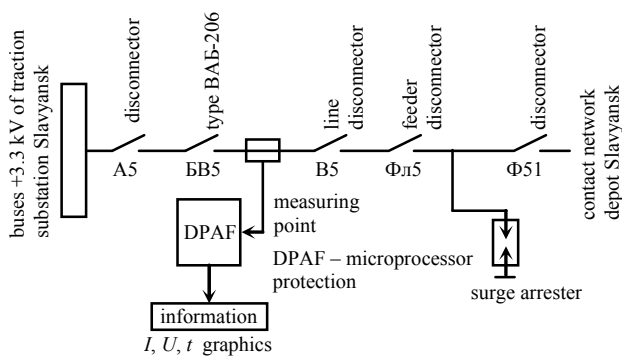 buses +3.3 kV of traction
substation Slavyansk
disconnector
А5
type ВАБ-206
БВ5
line
disconnector
В5
feeder
disconnector
Фл5
disconnector
Ф51
contact network
depot Slavyansk
measuring
point
DPAF
DPAF – microprocessor
protection
surge arrester
information
I, U, t graphics